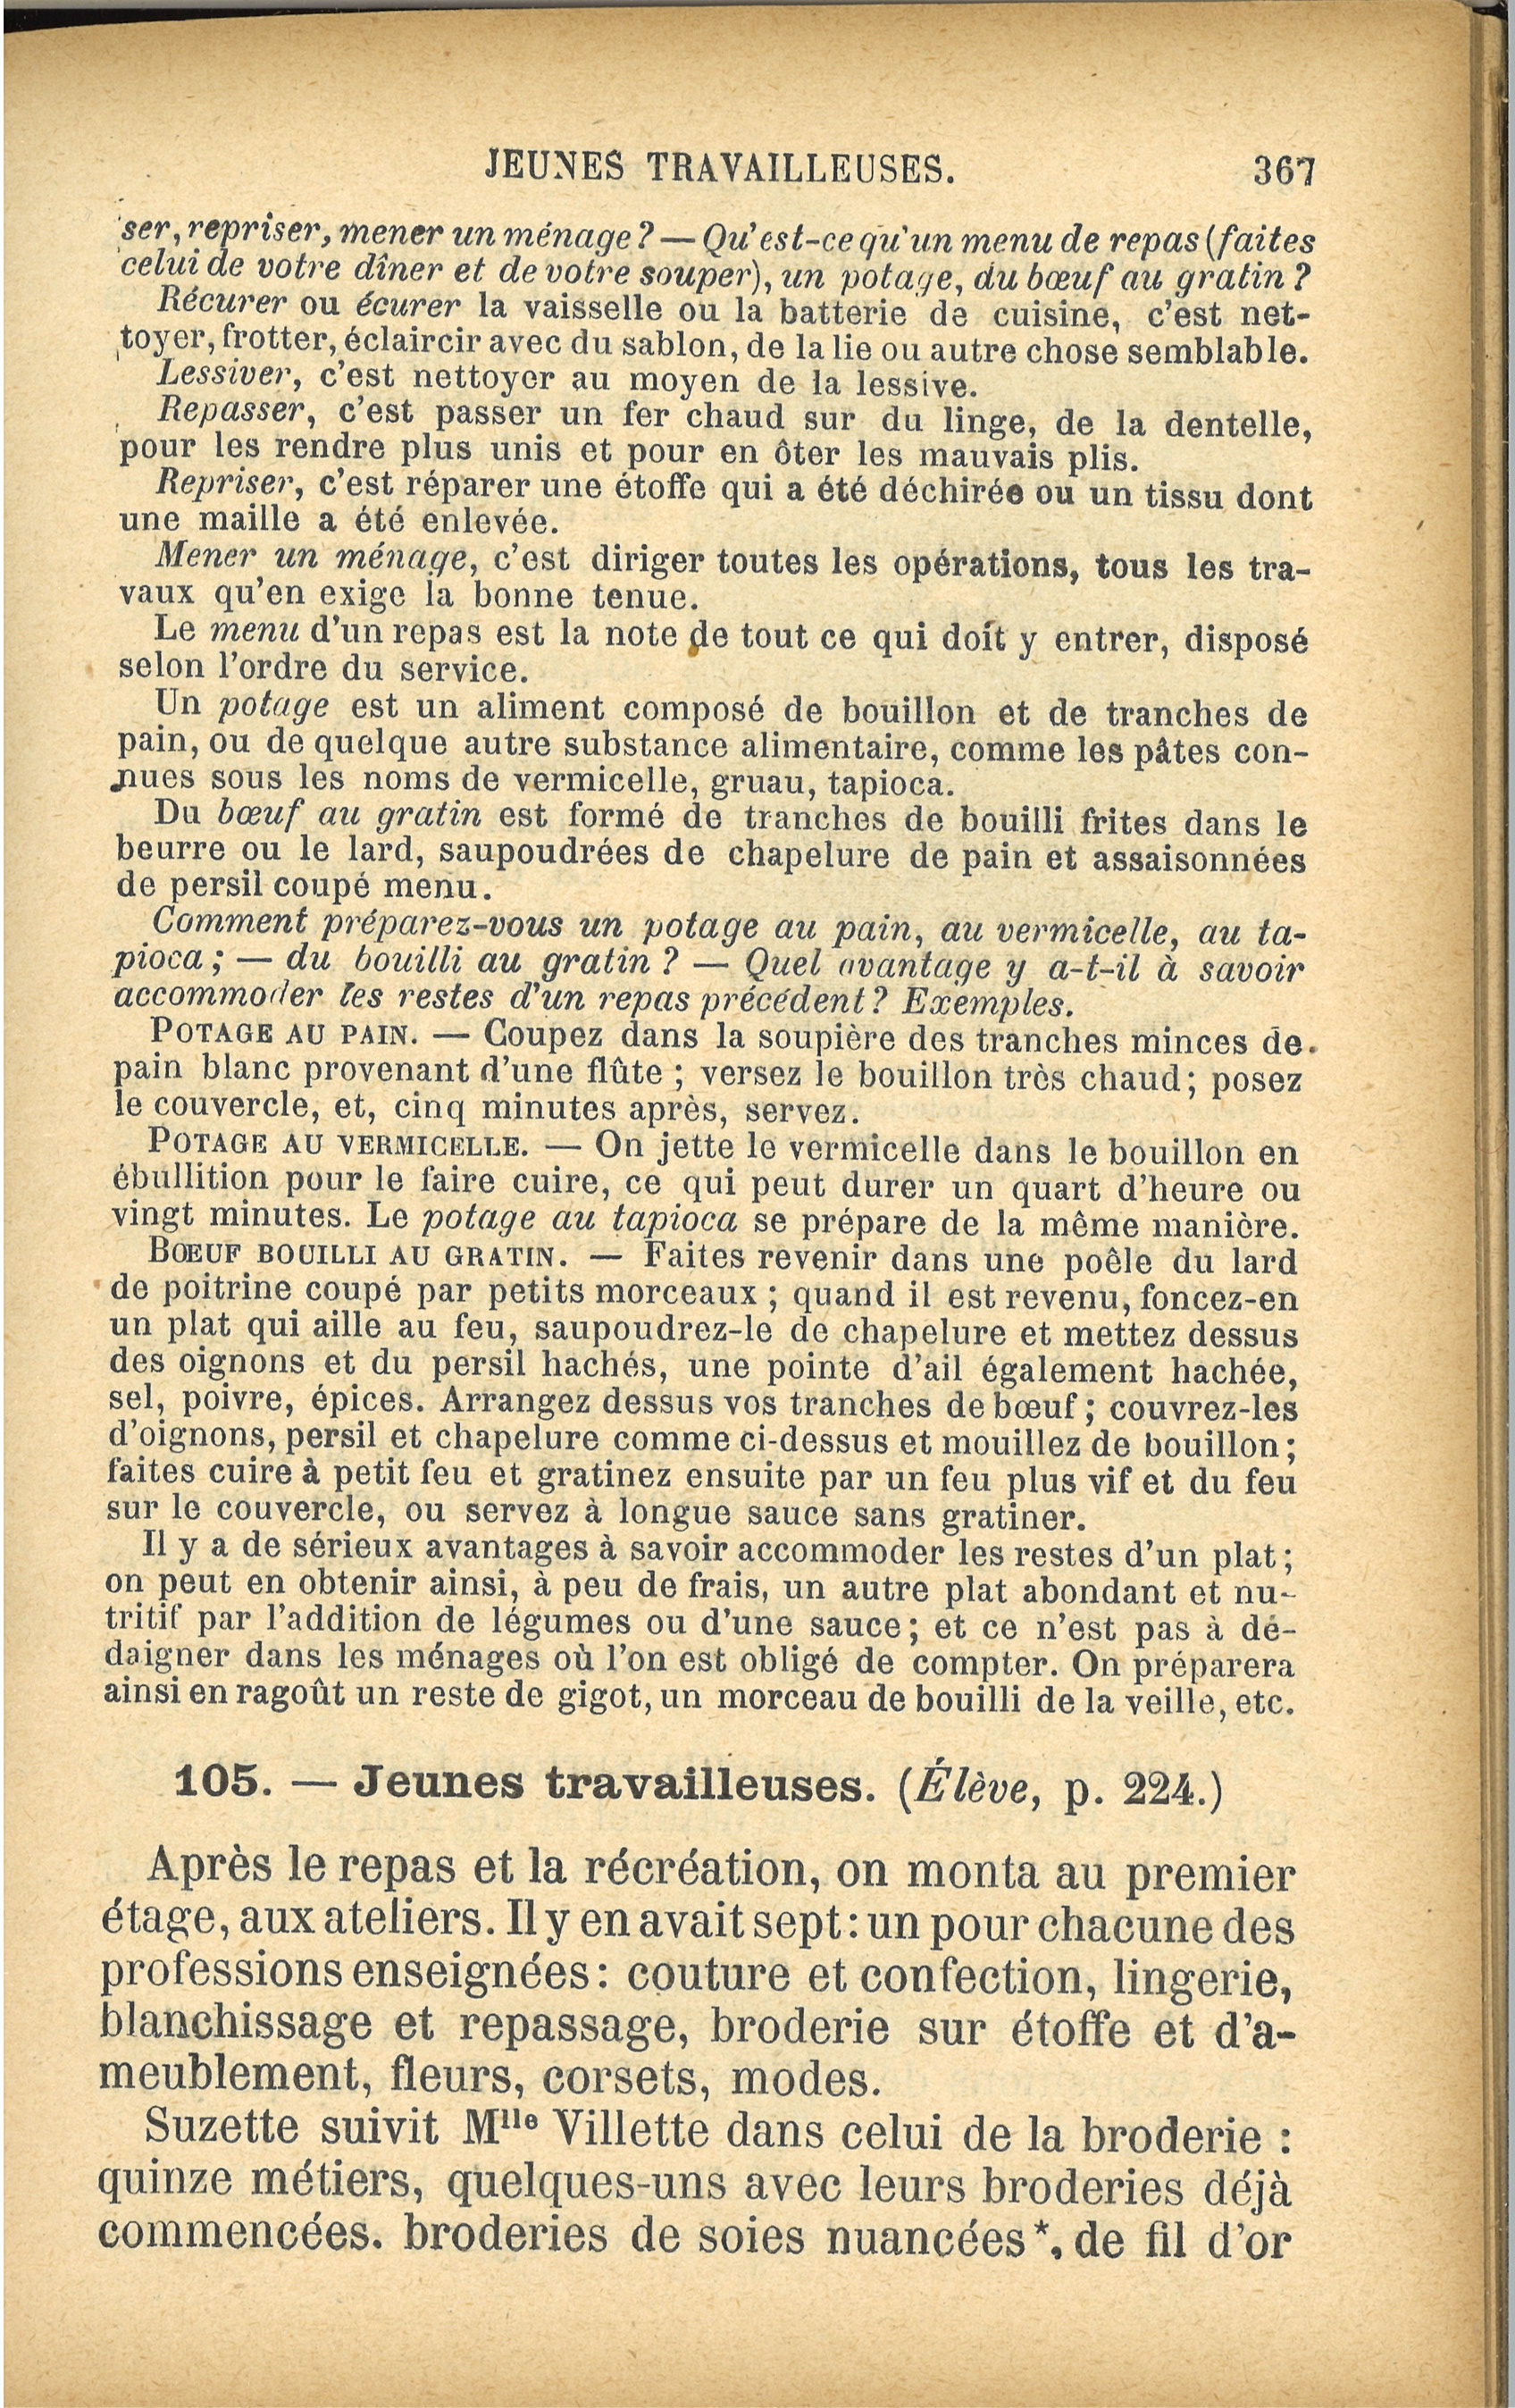 JEUNES TRAVAILLEUSES. 367
ser, repriser, mener un ménage ? — Qu'est-ce qu'un menu de repas (faites
celui de votre dîner et de votre souper), un potage, du bœuf au gratin ?
Récurer ou écurer la vaisselle ou la batterie de cuisine, c'est net-
toyer, frotter, éclaircir avec du sablon, de la lie ou autre chose semblable.
Lessiver, c'est nettoyer au moyen de la lessive.
Repasser, c'est passer un fer chaud sur du linge, de la dentelle,
pour les rendre plus unis et pour en ôter les mauvais plis.
Repriser, c'est réparer une étoffe qui a été déchirée ou un tissu dont
une maille a été enlevée.
Mener un ménage, c'est diriger toutes les opérations, tous les tra-
vaux qu'en exige la bonne tenue.
Le menu d'un repas est la note de tout ce qui doit y entrer, disposé
selon l'ordre du service.
Un potage est un aliment composé de bouillon et de tranches de
pain, ou de quelque autre substance alimentaire, comme les pâtes con-
nues sous les noms de vermicelle, gruau, tapioca.
Du bœuf au gratin est formé de tranches de bouilli frites dans le
beurre ou le lard, saupoudrées de chapelure de pain et assaisonnées
de persil coupé menu.
Comment préparez-vous un potage au pain, au vermicelle, au ta-
pioca ; — du bouilli au gratin ? — Quel avantage y a-t-il à savoir
accommoder les restes d'un repas précédent ? Exemples.
POTAGE AU PAIN. — Coupez dans la soupière des tranches minces de
pain blanc provenant d'une flûte ; versez le bouillon très chaud ; posez
le couvercle, et, cinq minutes après, servez.
POTAGE AU VERMICELLE. — On jette le vermicelle dans le bouillon en
ébullition pour le faire cuire, ce qui peut durer un quart d'heure ou
vingt minutes. Le potage au tapioca se prépare de la même manière.
BŒUF BOUILLI AU GRATIN. — Faites revenir dans une poêle du lard
de poitrine coupé par petits morceaux ; quand il est revenu, foncez-en
un plat qui aille au feu, saupoudrez-le de chapelure et mettez dessus
des oignons et du persil hachés, une pointe d'ail également hachée,
sel, poivre, épices. Arrangez dessus vos tranches de bœuf ; couvrez-les
d'oignons, persil et chapelure comme ci-dessus et mouillez de bouillon ;
faites cuire à petit feu et gratinez ensuite par un feu plus vif et du feu
sur le couvercle, ou servez à longue sauce sans gratiner.
Il y a de sérieux avantages à savoir accommoder les restes d'un plat ;
on peut en obtenir ainsi, à peu de frais, un autre plat abondant et nu-
tritif par l'addition de légumes ou d'une sauce ; et ce n'est pas à dé-
daigner dans les ménages où l'on est obligé de compter. On préparera
ainsi en ragoût un reste de gigot, un morceau de bouilli de la veille, etc.
105. — Jeunes travailleuses. (Élève, p. 224.)
Après le repas et la récréation, on monta au premier
étage, aux ateliers. Il y en avait sept : un pour chacune des
professions enseignées : couture et confection, lingerie,
blanchissage et repassage, broderie sur étoffe et d'a-
meublement, fleurs, corsets, modes.
Suzette suivit Mlle Villette dans celui de la broderie :
quinze métiers, quelques-uns avec leurs broderies déjà
commencées, broderies de soies nuancées*, de fil d'or